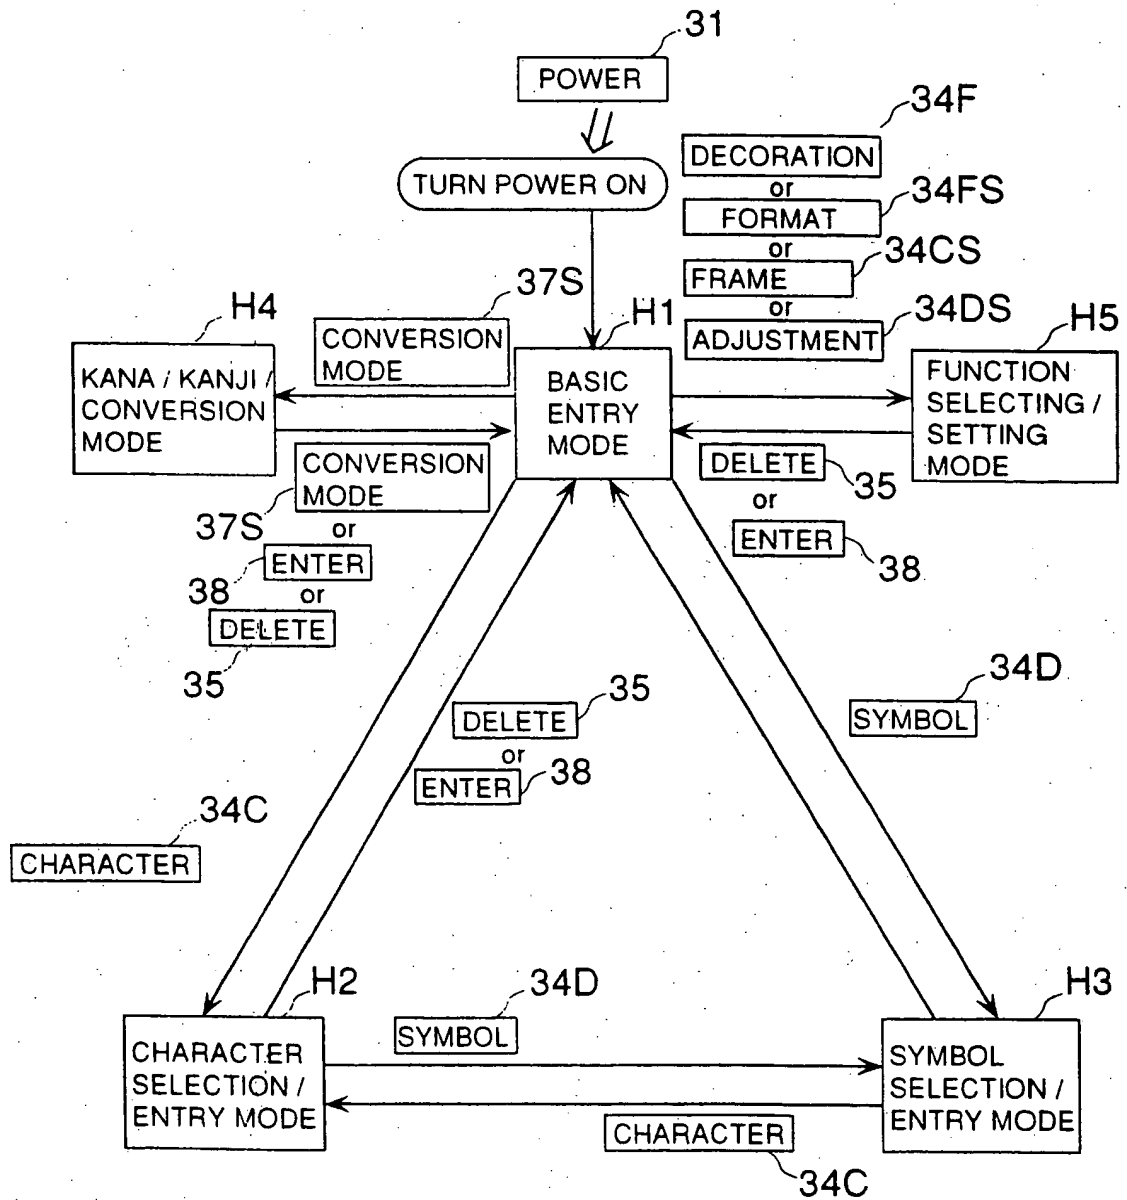 31
POWER
34F
DECORATION
TURN POWER ON
or
34FS
FORMAT
or
34CS
FRAME
37S
or
H4
H1
34DS
H5
CONVERSION
MODE
ADJUSTMENT
KANA / KANJI /
CONVERSION
MODE
BASIC
ENTRY
MODE
FUNCTION
SELECTING /
SETTING
MODE
CONVERSION
MODE
DELETE
35
37S
or
or
ENTER
ENTER
38
38
or
DELETE
35
34D
35
SYMBOL
DELETE
or
38
ENTER
34C
CHARACTER
H2
34D
H3
SYMBOL
CHARACTER
SELECTION /
ENTRY MODE
SYMBOL
SELECTION /
ENTRY MODE
CHARACTER
34C